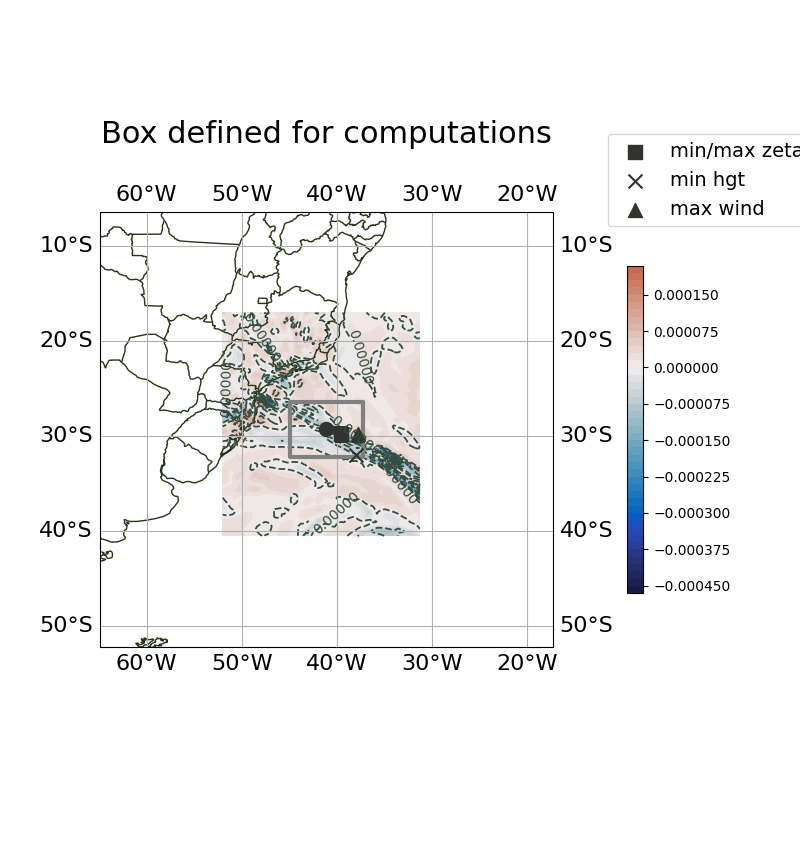 Box defined for computations
min/max zeta
min hgt
max wind
60°W 50°W 40°W 30°W 20°W
10°S 10°S
20°S 20°S
30°S 30°S
40°S 40°S
50°S 50°S
60°W 50°W 40°W 30°W 20°W
0.000150
0.000075
0.000000
−0.000075
−0.000150
−0.000225
−0.000300
−0.000375
−0.000450
0.00000